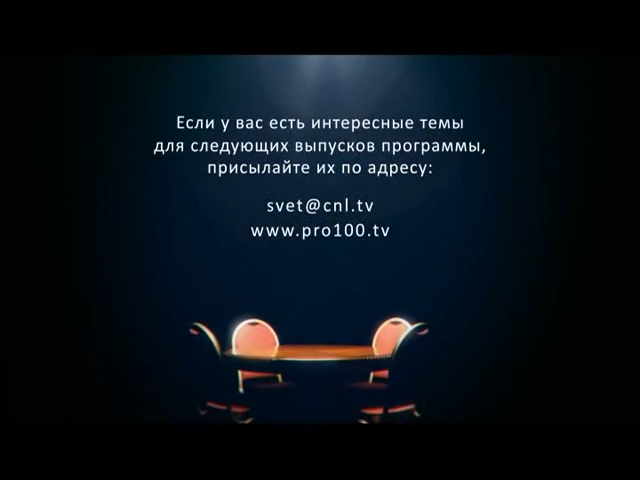 Если у вас есть интересные темы
для следующих выпусков программы,
присылайте их по адресу:
svet@cnl.tv
www.pro100.tv